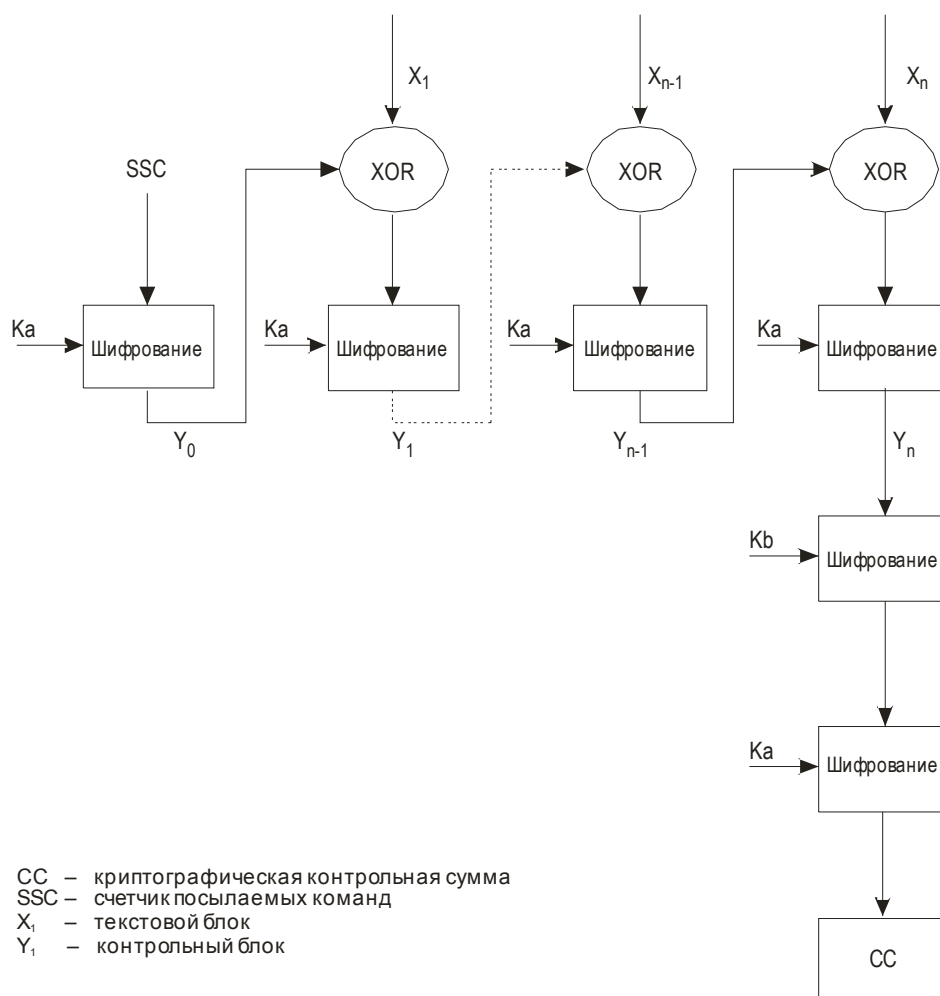 X₁
Xₙ₋₁
Xₙ
SSC
XOR
XOR
XOR
Ka
Шифрование
Ka
Шифрование
Ka
Шифрование
Ka
Шифрование
Y₀
Y₁
Yₙ₋₁
Yₙ
Kb
Шифрование
Ka
Шифрование
CC – криптографическая контрольная сумма
SSC – счетчик посылаемых команд
X₁ – текстовой блок
Y₁ – контрольный блок
CC